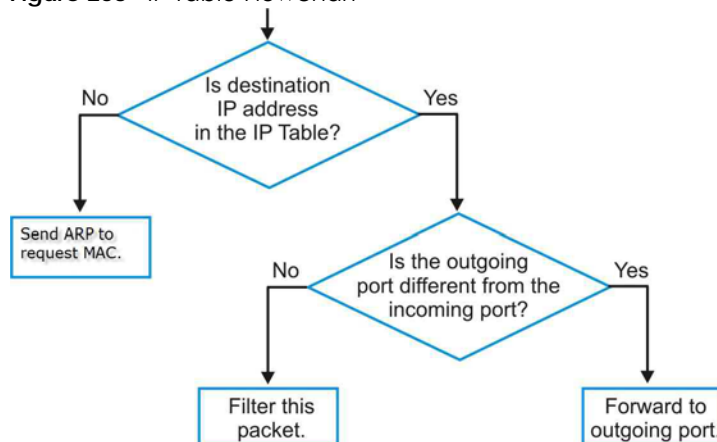 Is destination
IP address
in the IP Table?
No
Yes
Send ARP to
request MAC.
Is the outgoing
port different from the
incoming port?
No
Yes
Filter this
packet.
Forward to
outgoing port.